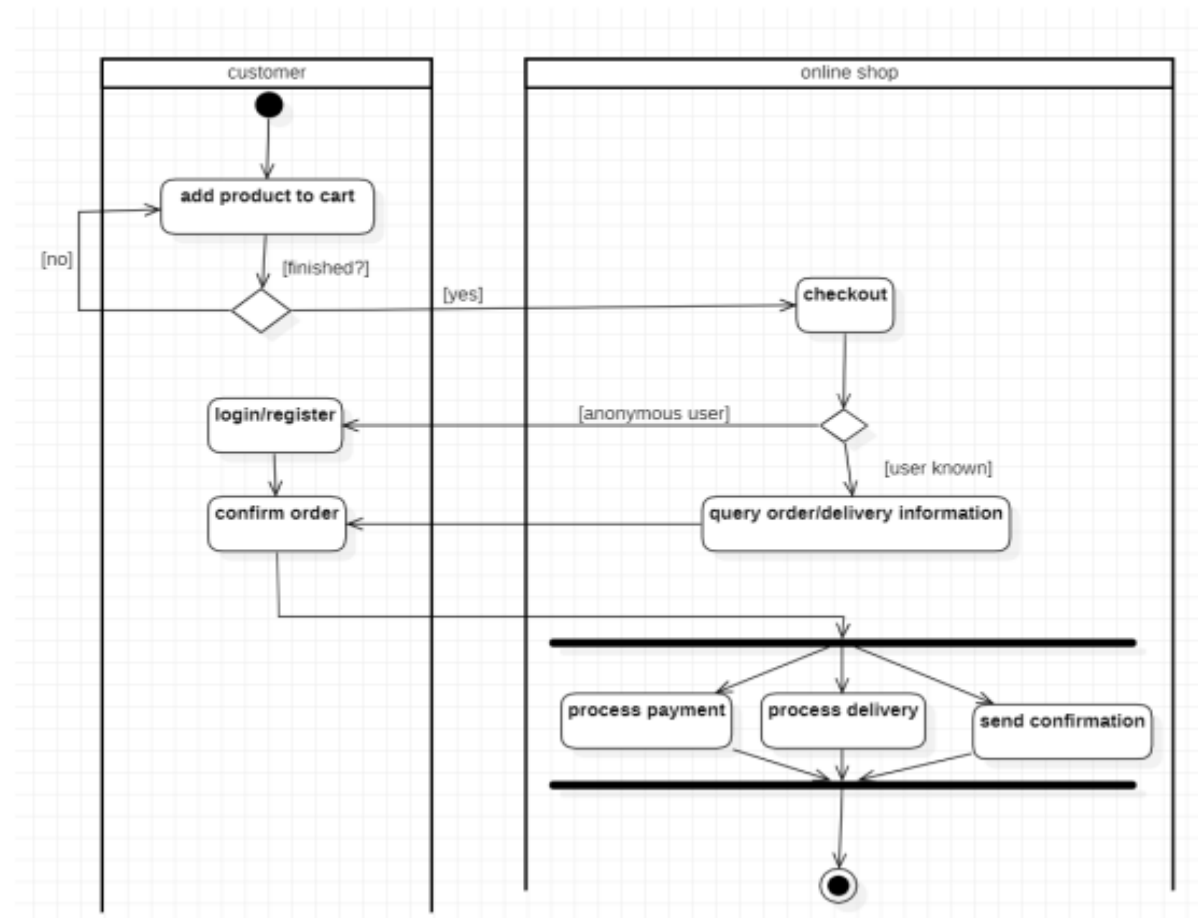 customer
online shop
add product to cart
[no]
[finished?]
[yes]
checkout
login/register
[anonymous user]
[user known]
confirm order
query order/delivery information
process payment
process delivery
send confirmation